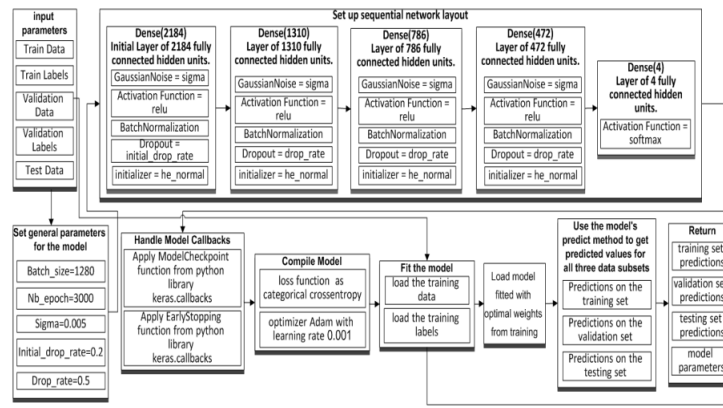 input
parameters
Train Data
Train Labels
Validation
Data
Validation
Labels
Test Data
Set up sequential network layout
Dense(2184)
Initial Layer of 2184 fully
connected hidden units.
GaussianNoise = sigma
Activation Function =
relu
BatchNormalization
Dropout =
initial_drop_rate
initializer = he_normal
Dense(1310)
Layer of 1310 fully
connected hidden units.
GaussianNoise = sigma
Activation Function =
relu
BatchNormalization
Dropout = drop_rate
initializer = he_normal
Dense(786)
Layer of 786 fully
connected hidden units.
GaussianNoise = sigma
Activation Function =
relu
BatchNormalization
Dropout = drop_rate
initializer = he_normal
Dense(472)
Layer of 472 fully
connected hidden units.
GaussianNoise = sigma
Activation Function =
relu
BatchNormalization
Dropout = drop_rate
initializer = he_normal
Dense(4)
Layer of 4 fully
connected hidden
units.
Activation Function =
softmax
Set general parameters
for the model
Batch_size=1280
Nb_epoch=3000
Sigma=0.005
Initial_drop_rate=0.2
Drop_rate=0.5
Handle Model Callbacks
Apply ModelCheckpoint
function from python
library
keras.callbacks
Apply EarlyStopping
function from python
library
keras.callbacks
Compile Model
loss function as
categorical crossentropy
optimizer Adam with
learning rate 0.001
Fit the model
load the training
data
load the training
labels
Load model
fitted with
optimal weights
from training
Use the model's
predict method to get
predicted values for
all three data subsets
Predictions on the
training set
Predictions on the
validation set
Predictions on the
testing set
Return
training set
predictions
validation set
predictions
testing set
predictions
model
parameters